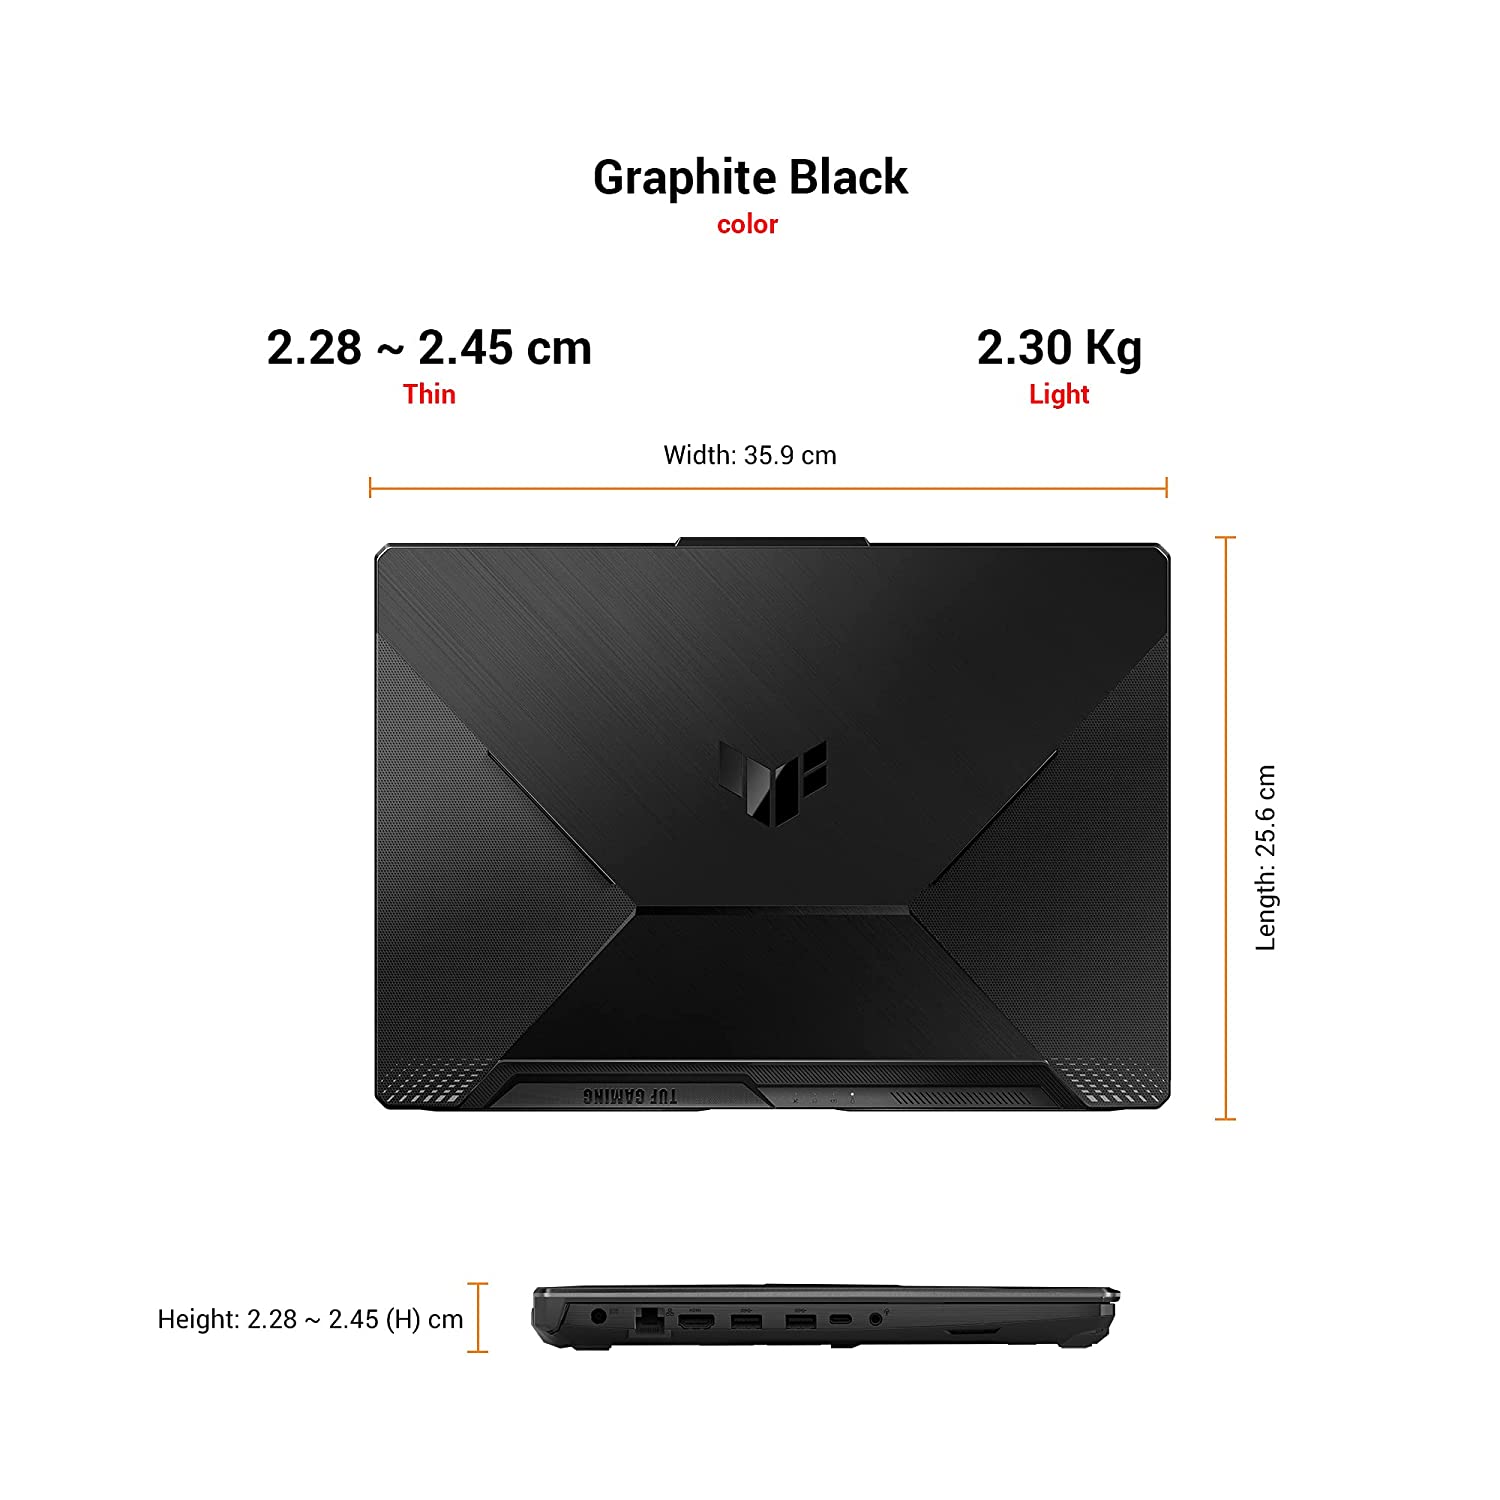 Graphite Black
color
2.28 ~ 2.45 cm
Thin
2.30 Kg
Light
Width: 35.9 cm
Length: 25.6 cm
TUF GAMING
Height: 2.28 ~ 2.45 (H) cm
HDMI